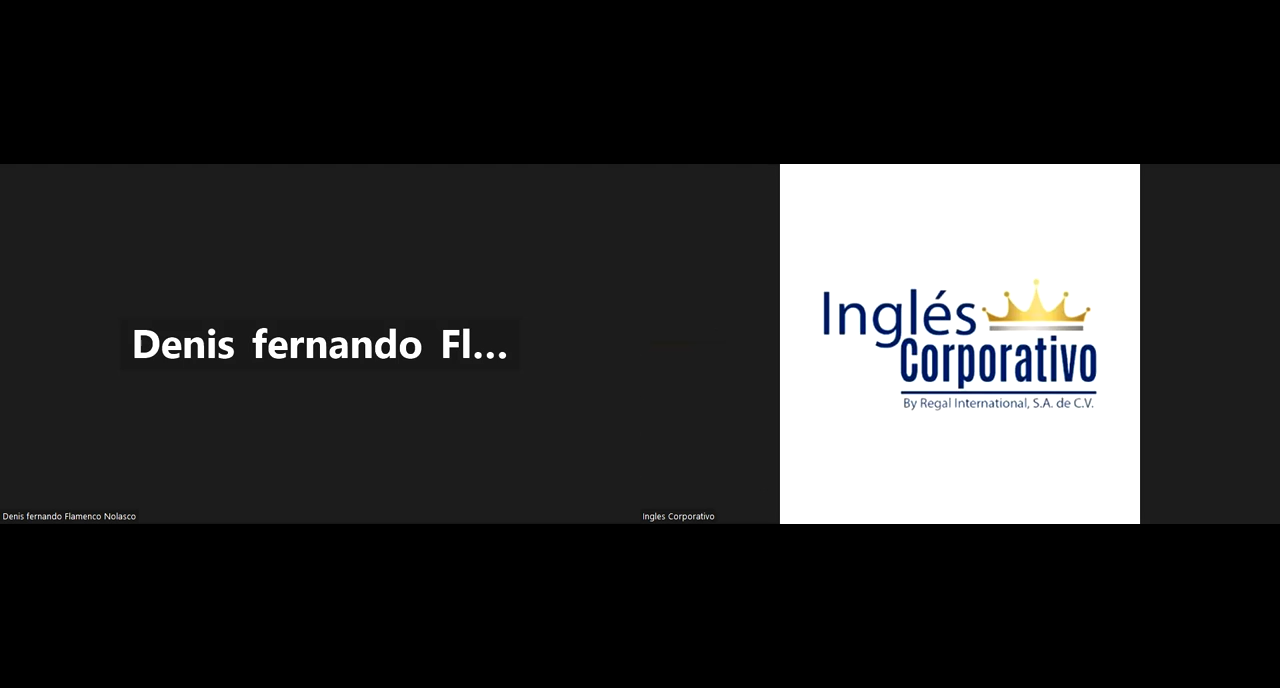 Denis fernando Fl...
Denis fernando Flamenco Nolasco
Inglés
Corporativo
By Regal International, S.A. de C.V.
Ingles Corporativo